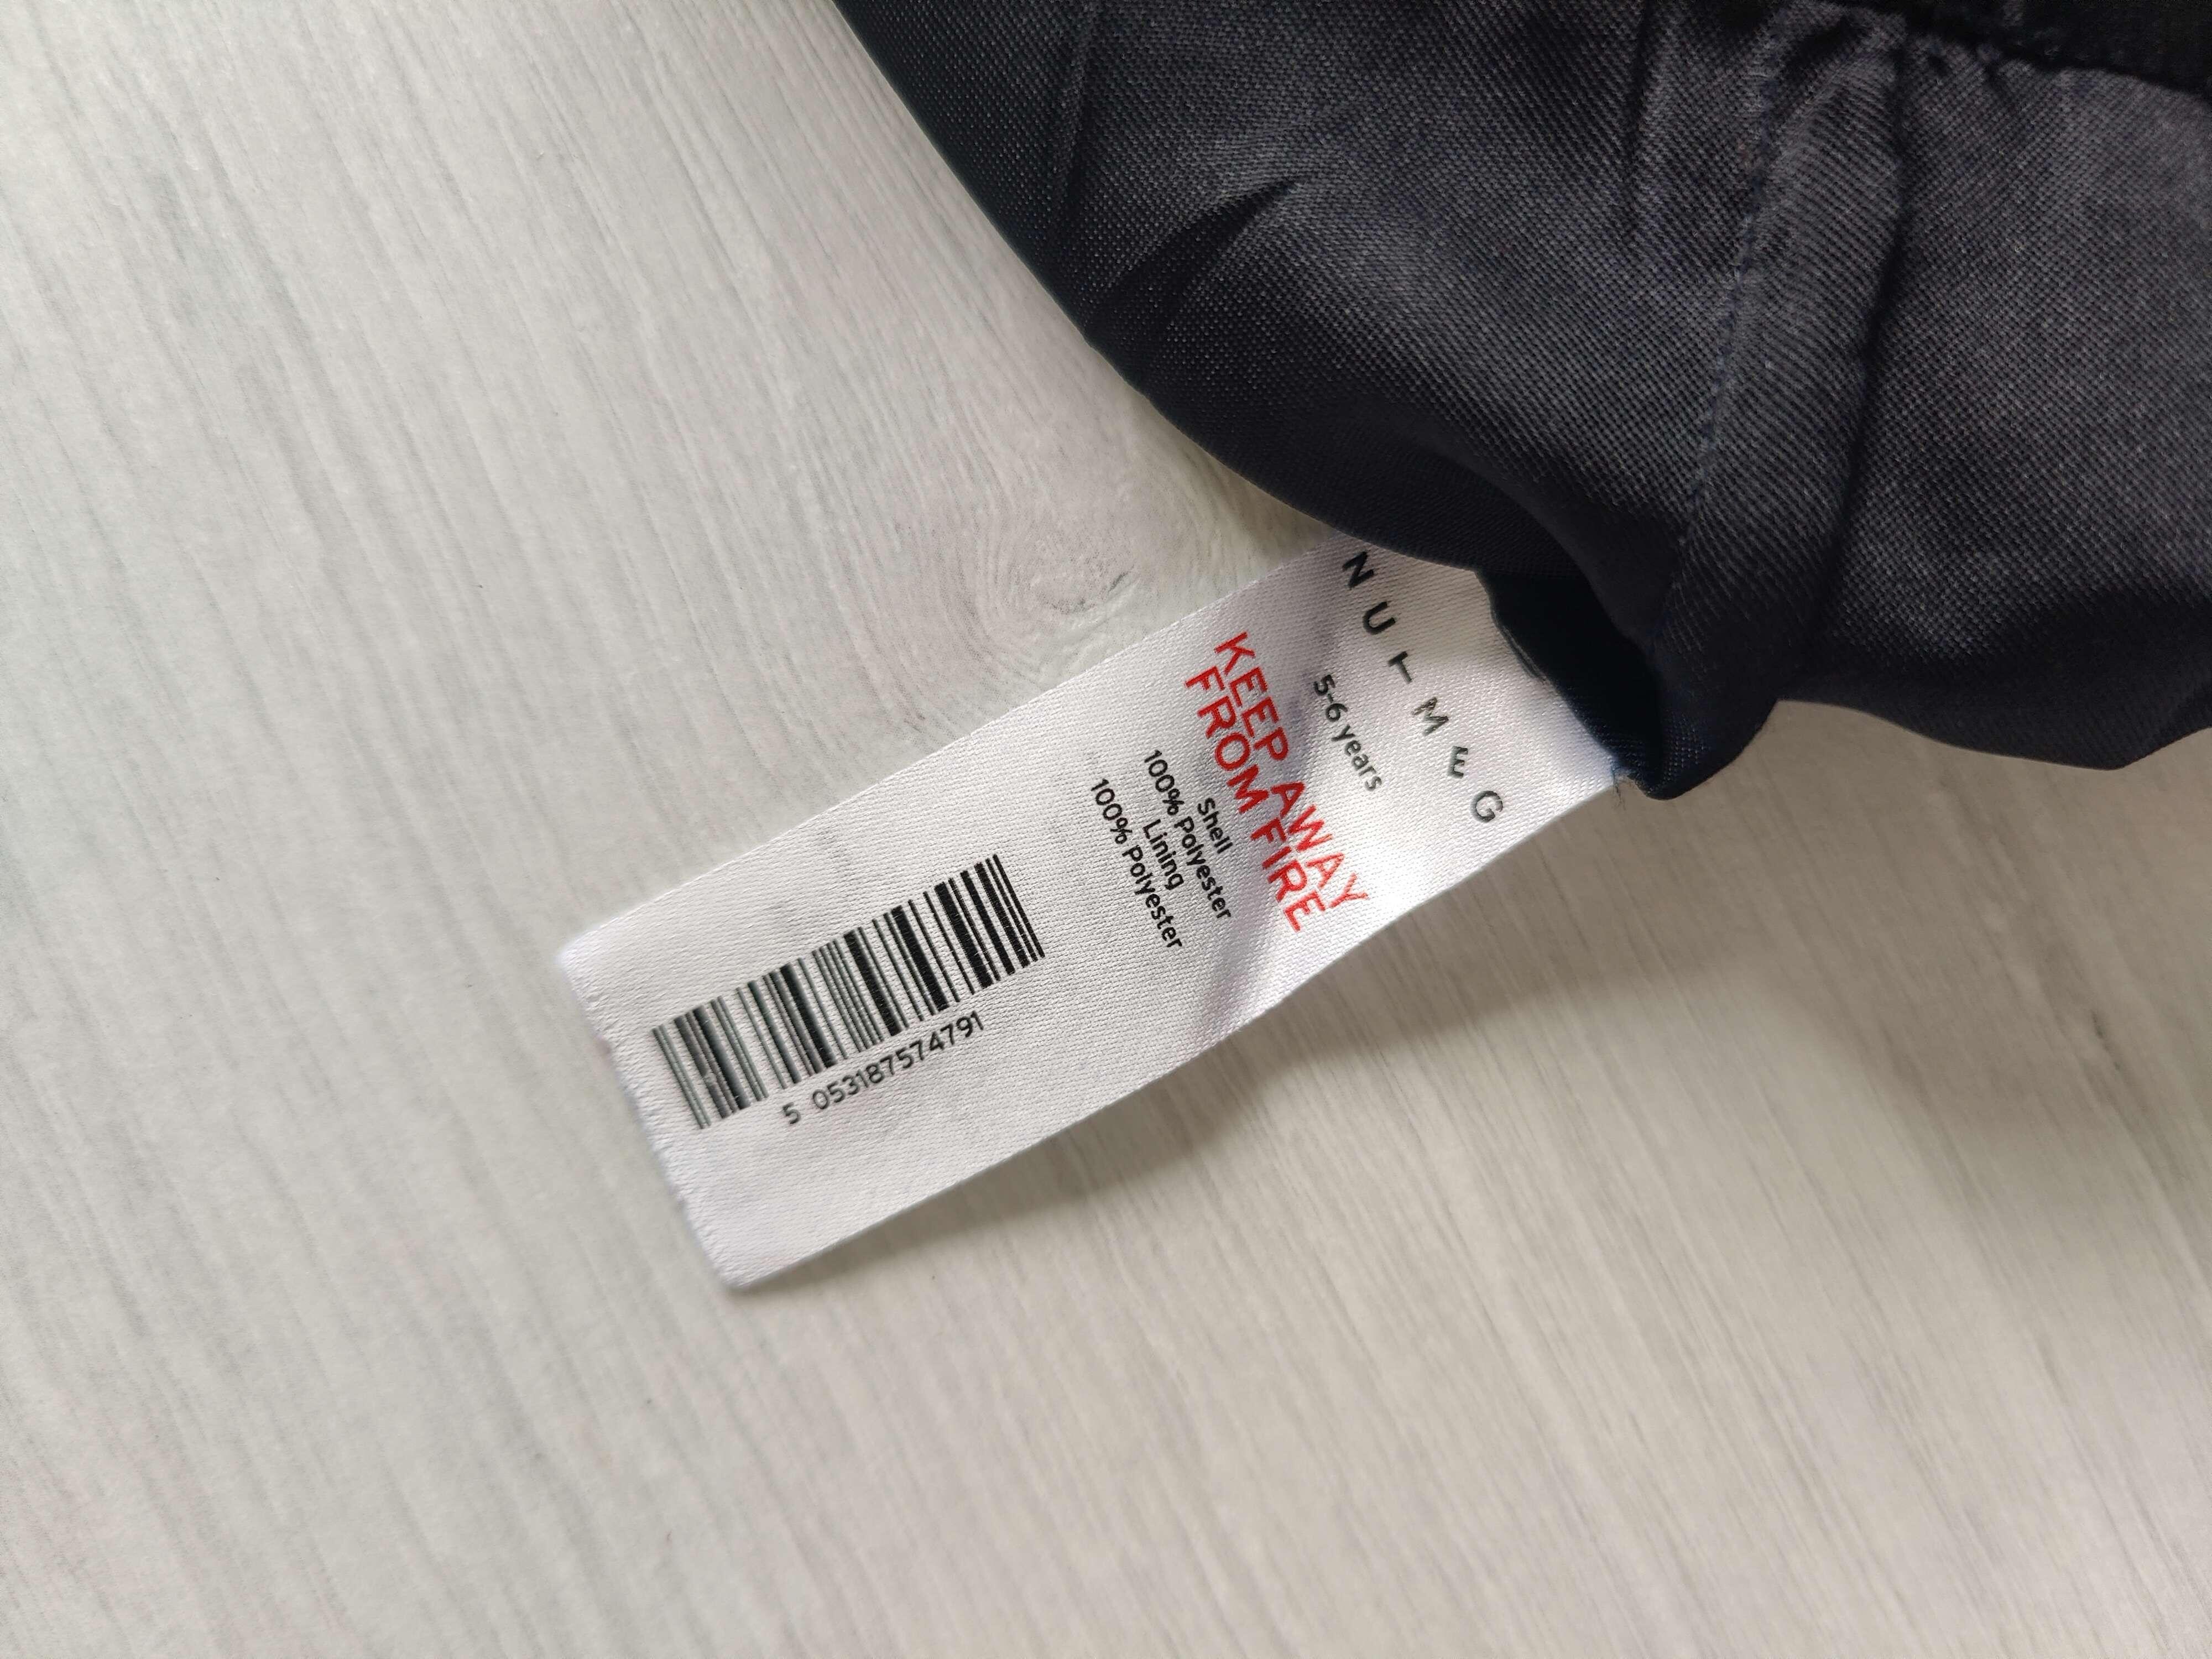 NUTMEG
5-6 years
KEEP AWAY
FROM FIRE
Shell
100% Polyester
Lining
100% Polyester
5 053187574791